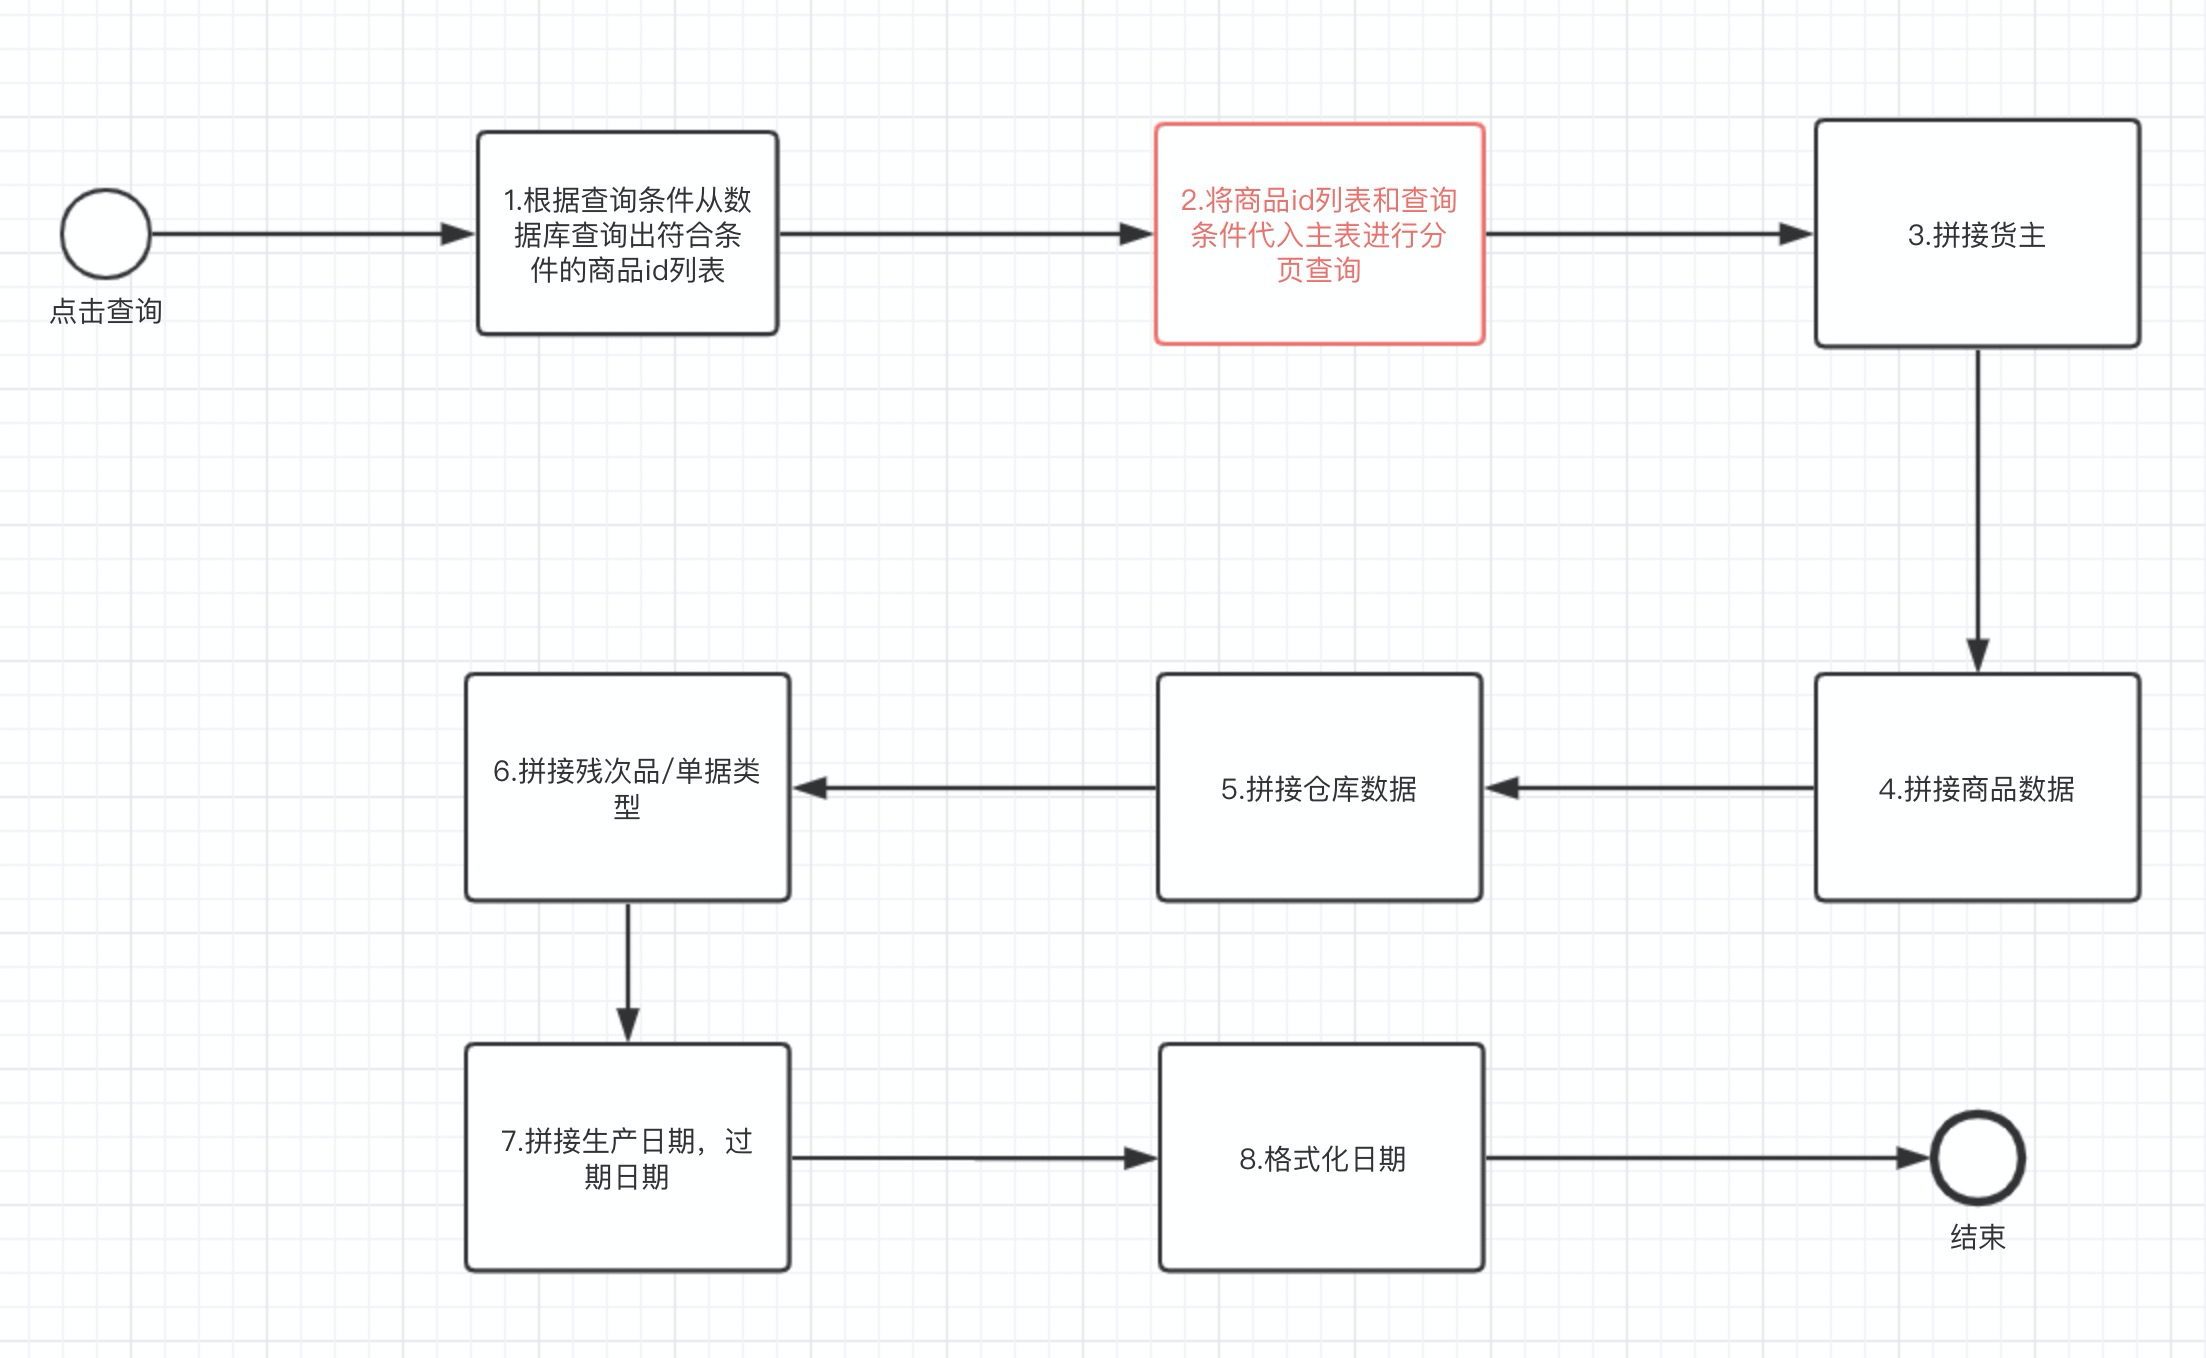 点击查询
1.根据查询条件从数
据库查询出符合条
件的商品id列表
2.将商品id列表和查询
条件代入主表进行分
页查询
3.拼接货主
4.拼接商品数据
5.拼接仓库数据
6.拼接残次品/单据类
型
7.拼接生产日期，过
期日期
8.格式化日期
结束